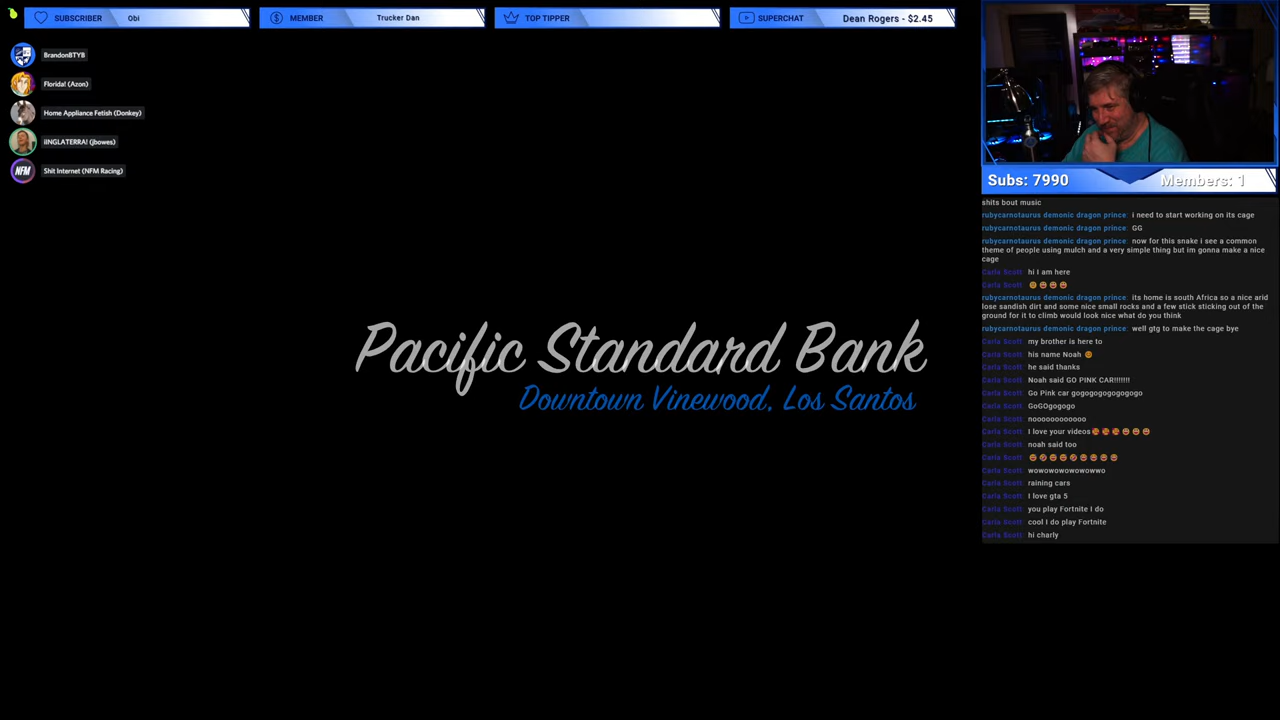 SUBSCRIBER Obi
MEMBER Trucker Dan
TOP TIPPER
SUPERCHAT Dean Rogers - $2.45
BrandonBTYB
Florida! (Azon)
Home Appliance Fetish (Donkey)
iINGLATERRA! (jbowes)
NFM Shit Internet (NFM Racing)
Pacific Standard Bank
Downtown Vinewood, Los Santos
Subs: 7990 Members: 1
shits bout music
rubycarnotaurus demonic dragon prince: i need to start working on its cage
rubycarnotaurus demonic dragon prince: GG
rubycarnotaurus demonic dragon prince: now for this snake i see a common
theme of people using mulch and a very simple thing but im gonna make a nice
cage
Carla Scott: hi I am here
Carla Scott:
rubycarnotaurus demonic dragon prince: its home is south Africa so a nice arid
lose sandish dirt and some nice small rocks and a few stick sticking out of the
ground for it to climb would look nice what do you think
rubycarnotaurus demonic dragon prince: well gtg to make the cage bye
Carla Scott: my brother is here to
Carla Scott: his name Noah
Carla Scott: he said thanks
Carla Scott: Noah said GO PINK CAR!!!!!!!
Carla Scott: Go Pink car gogogogogogogogo
Carla Scott: GoGOgogogo
Carla Scott: noooooooooooo
Carla Scott: I love your videos
Carla Scott: noah said too
Carla Scott:
Carla Scott: wowowowowowowwo
Carla Scott: raining cars
Carla Scott: I love gta 5
Carla Scott: you play Fortnite I do
Carla Scott: cool I do play Fortnite
Carla Scott: hi charly